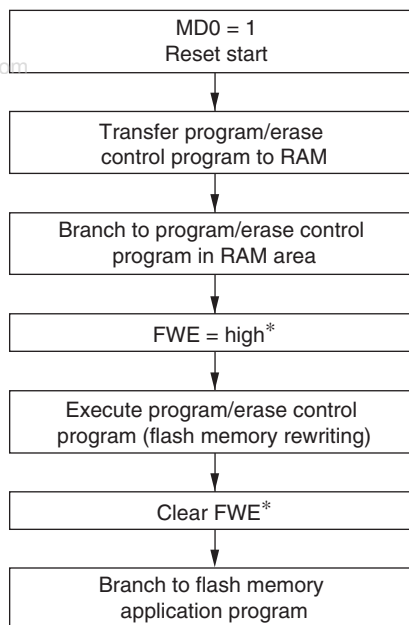 MD0 = 1
Reset start
om
Transfer program/erase
control program to RAM
Branch to program/erase control
program in RAM area
FWE = high*
Execute program/erase control
program (flash memory rewriting)
Clear FWE*
Branch to flash memory
application program